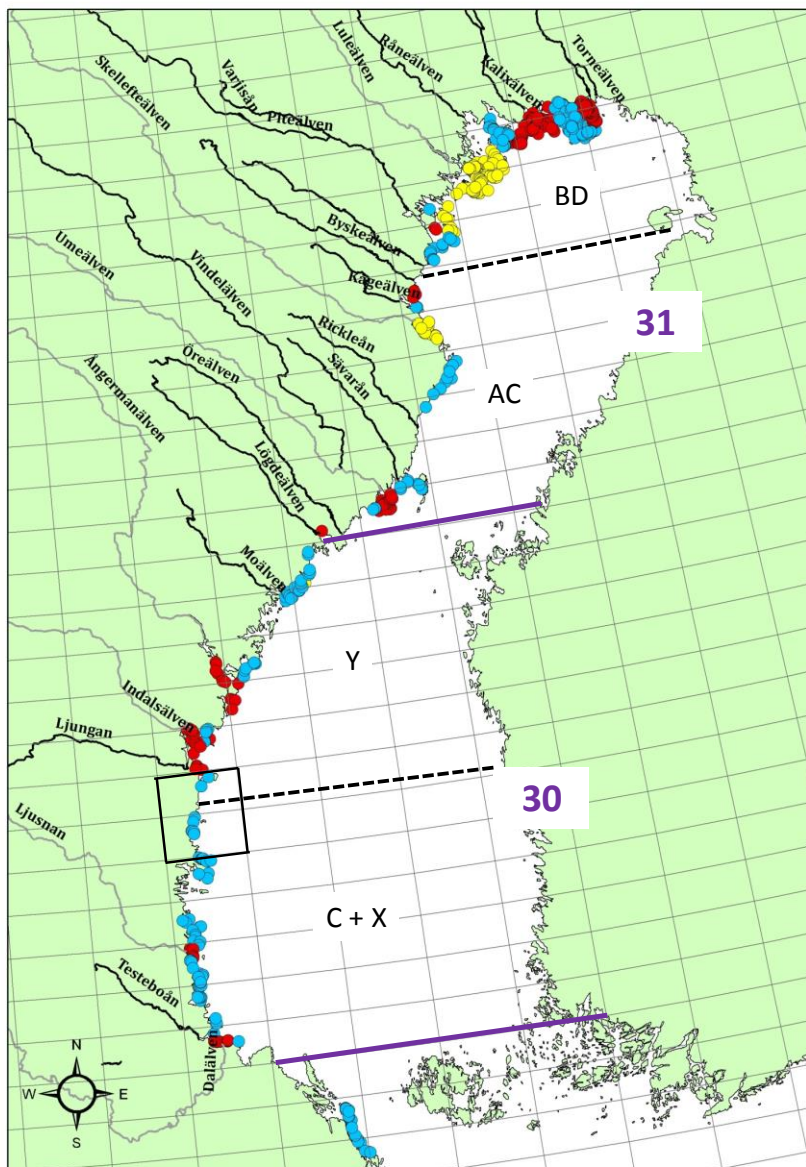 Torneälven
Kalixälven
Råneälven
Luleälven
Varjisån
Piteälven
Skellefteälven
BD
Byskeälven
Kågeälven
31
Vindelälven
Umeälven
Rickleån
Sävarån
AC
Öreälven
Ångermanälven
Lögdeälven
Moälven
Y
Indalsälven
Ljungan
30
Ljusnan
C + X
Testeboån
Dalälven
N
W E
S